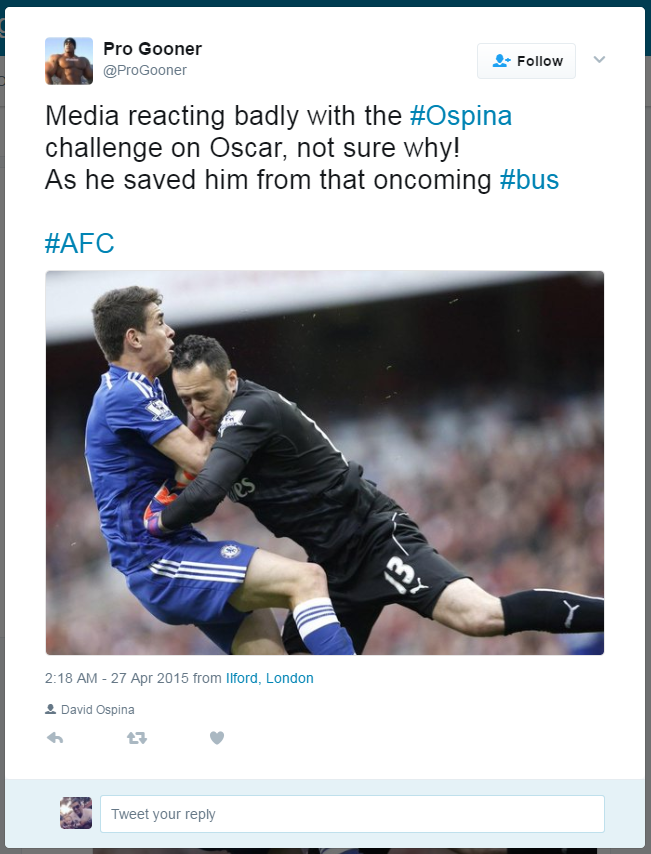 Pro Gooner
@ProGooner
Follow
Media reacting badly with the #Ospina
challenge on Oscar, not sure why!
As he saved him from that oncoming #bus
#AFC
es
13
2:18 AM - 27 Apr 2015 from Ilford, London
David Ospina
Tweet your reply